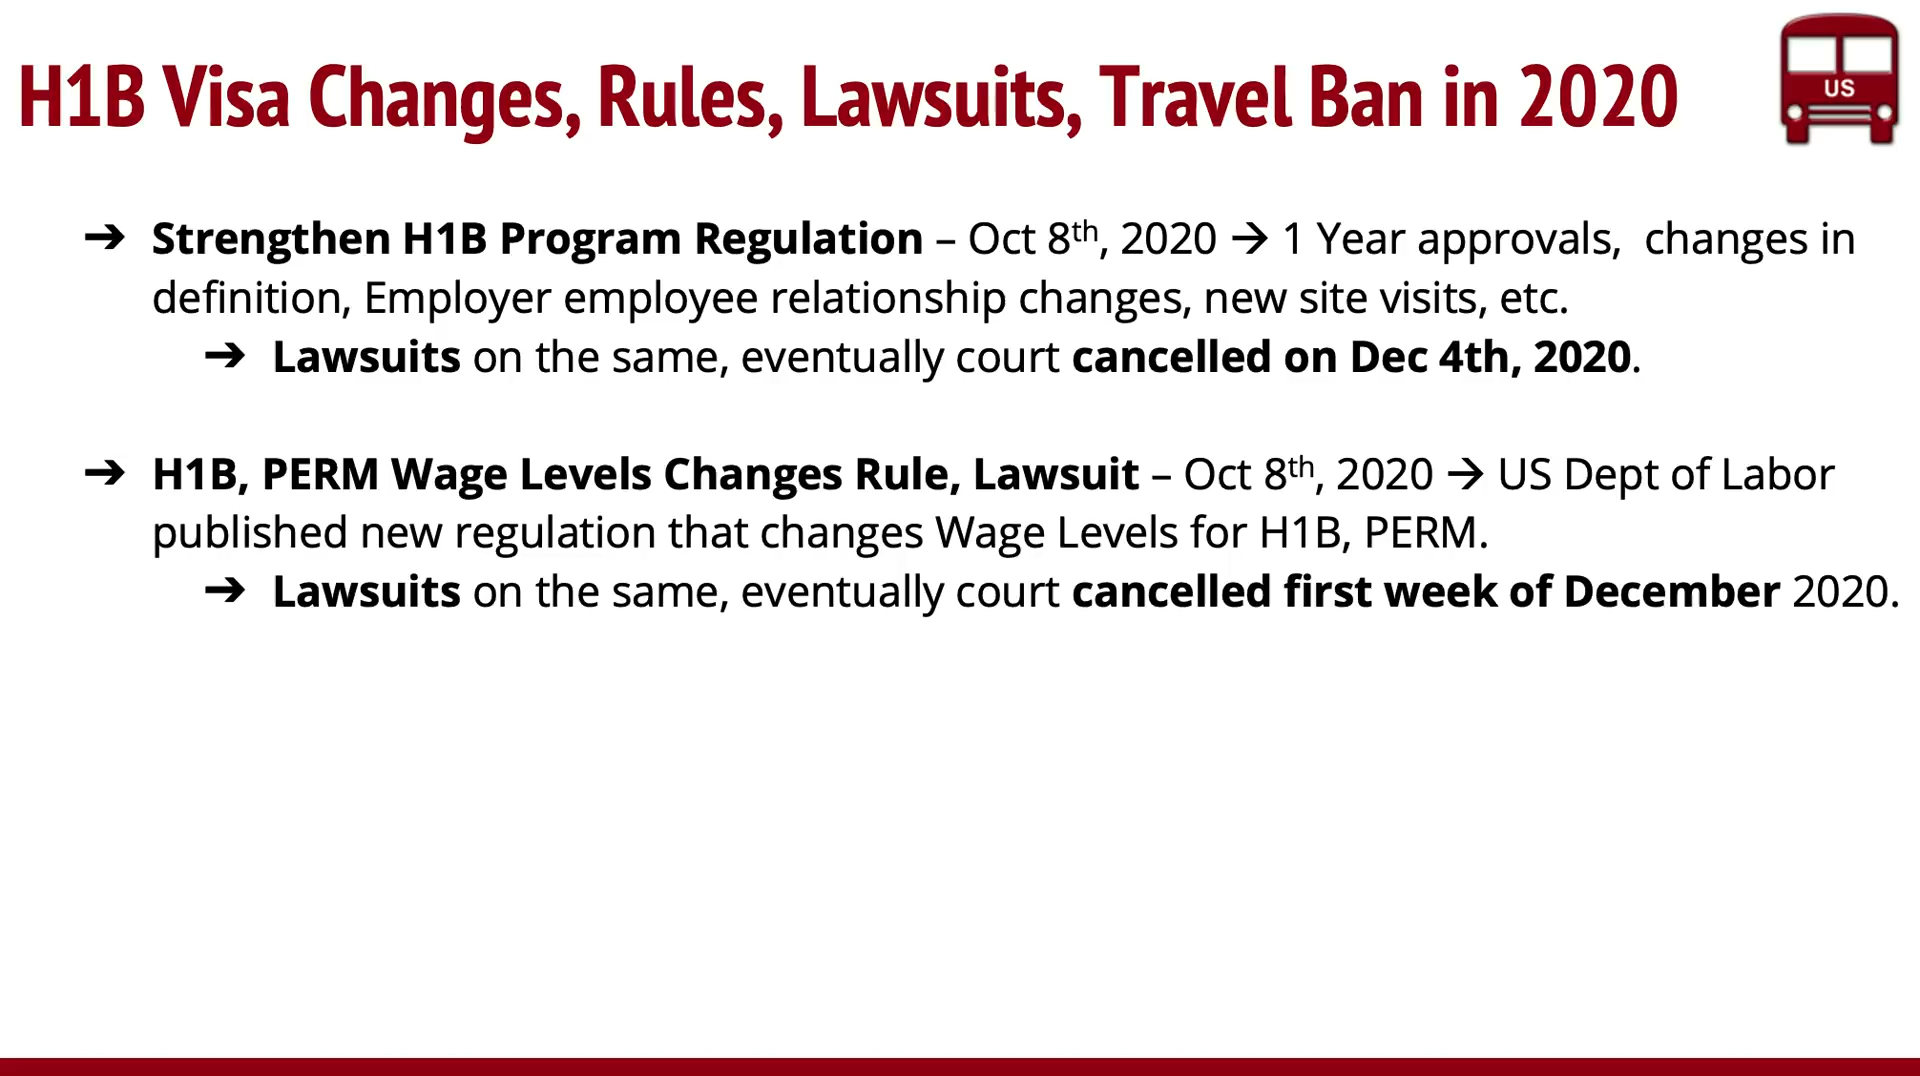 H1B Visa Changes, Rules, Lawsuits, Travel Ban in 2020
US
➔ Strengthen H1B Program Regulation – Oct 8th, 2020 → 1 Year approvals,  changes in
definition, Employer employee relationship changes, new site visits, etc.
➔ Lawsuits on the same, eventually court cancelled on Dec 4th, 2020.
➔ H1B, PERM Wage Levels Changes Rule, Lawsuit – Oct 8th, 2020 → US Dept of Labor
published new regulation that changes Wage Levels for H1B, PERM.
➔ Lawsuits on the same, eventually court cancelled first week of December 2020.